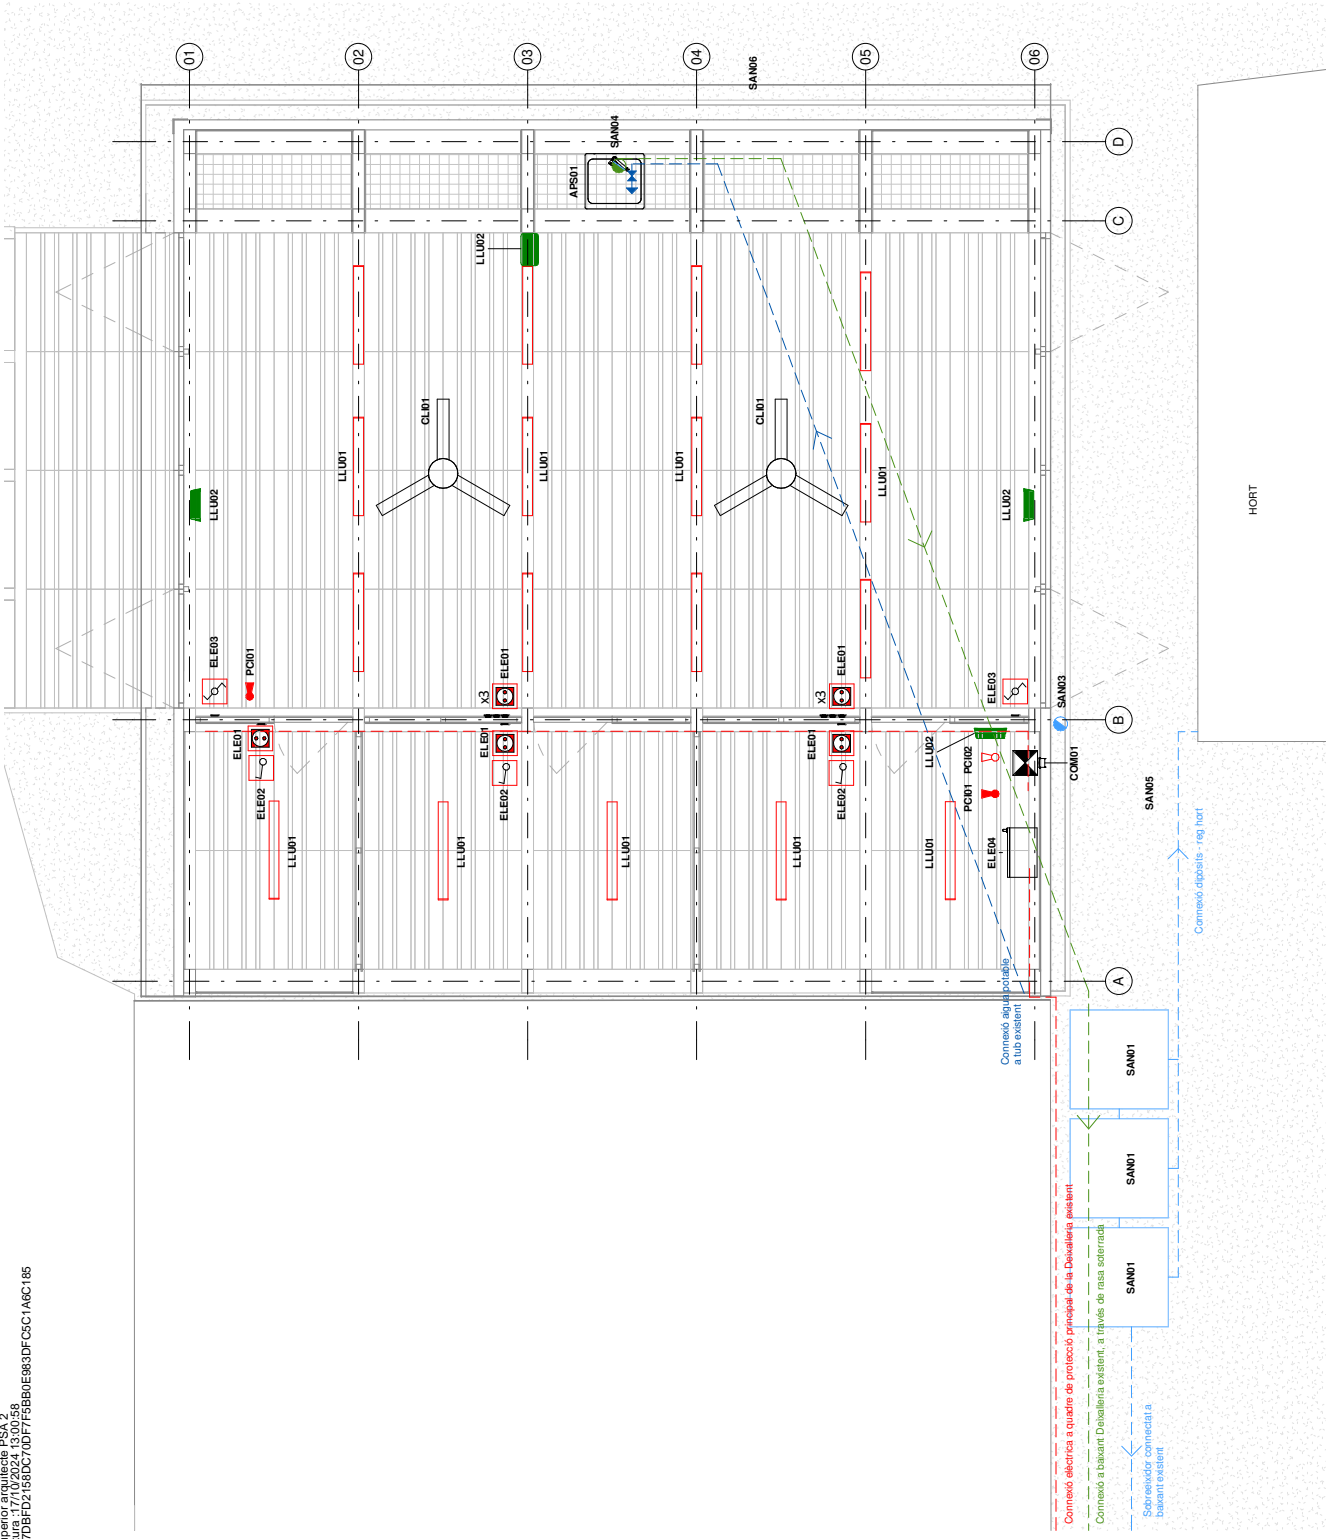 01
02
03
04
05
06
SAN06
D
C
B
A
SAN04
APS01
LLU02
CLI01
CLI01
LLU01
LLU01
LLU01
LLU01
LLU02
LLU02
HORT
ELE03
PCI01
x3
ELE01
x3
ELE01
ELE03
SAN03
ELE01
ELE02
ELE01
ELE02
ELE01
ELE02
LLU02
PCI02
PCI01
COM01
ELE04
LLU01
LLU01
LLU01
LLU01
LLU01
SAN05
Connexió dipòsits - reg hort
Connexió aigua potable
a tub existent
SAN01
SAN01
SAN01
Connexió elèctrica a quadre de protecció principal de la Deixalleria existent
Connexió a baixant Deixalleria existent, a través de rasa soterrada
Sobreeixidor connectat a
baixant existent
perior arquitecte PSA 2
ura :17/10/2024 13:00:58
7DBFD2158DC70DF7F5BB0E983DFC5C1A6C185